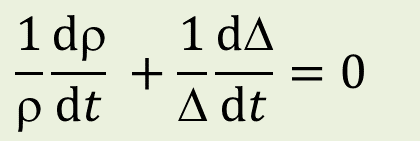 1/ρ dρ/dt + 1/Δ dΔ/dt = 0